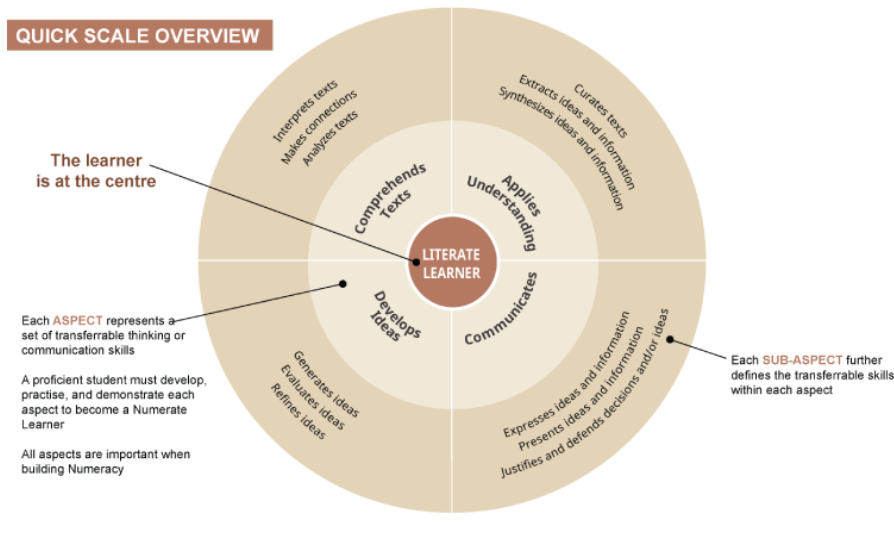 QUICK SCALE OVERVIEW
The learner
is at the centre
Interprets texts
Makes connections
Analyzes texts
Curates texts
Extracts ideas and information
Synthesizes ideas and information
Comprehends
Texts
Applies
Understanding
LITERATE
LEARNER
Develops
Ideas
Communicates
Each ASPECT represents a
set of transferrable thinking or
communication skills
A proficient student must develop,
practise, and demonstrate each
aspect to become a Numerate
Learner
All aspects are important when
building Numeracy
Generates ideas
Evaluates ideas
Refines ideas
Expresses ideas and information
Presents ideas and information
Justifies and defends decisions and/or ideas
Each SUB-ASPECT further
defines the transferrable skills
within each aspect